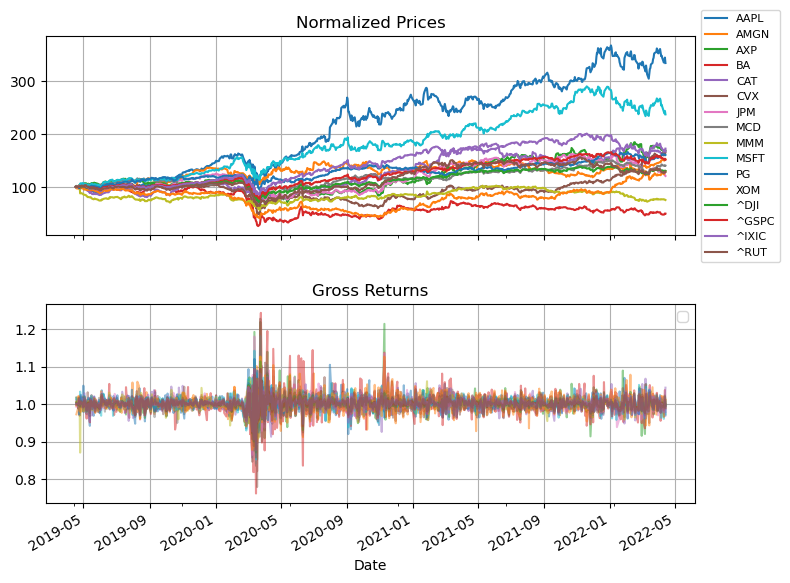 Normalized Prices
300
200
100
AAPL
AMGN
AXP
BA
CAT
CVX
JPM
MCD
MMM
MSFT
PG
XOM
^DJI
^GSPC
^IXIC
^RUT
Gross Returns
1.2
1.1
1.0
0.9
0.8
2019-05
2019-09
2020-01
2020-05
2020-09
2021-01
2021-05
2021-09
2022-01
2022-05
Date